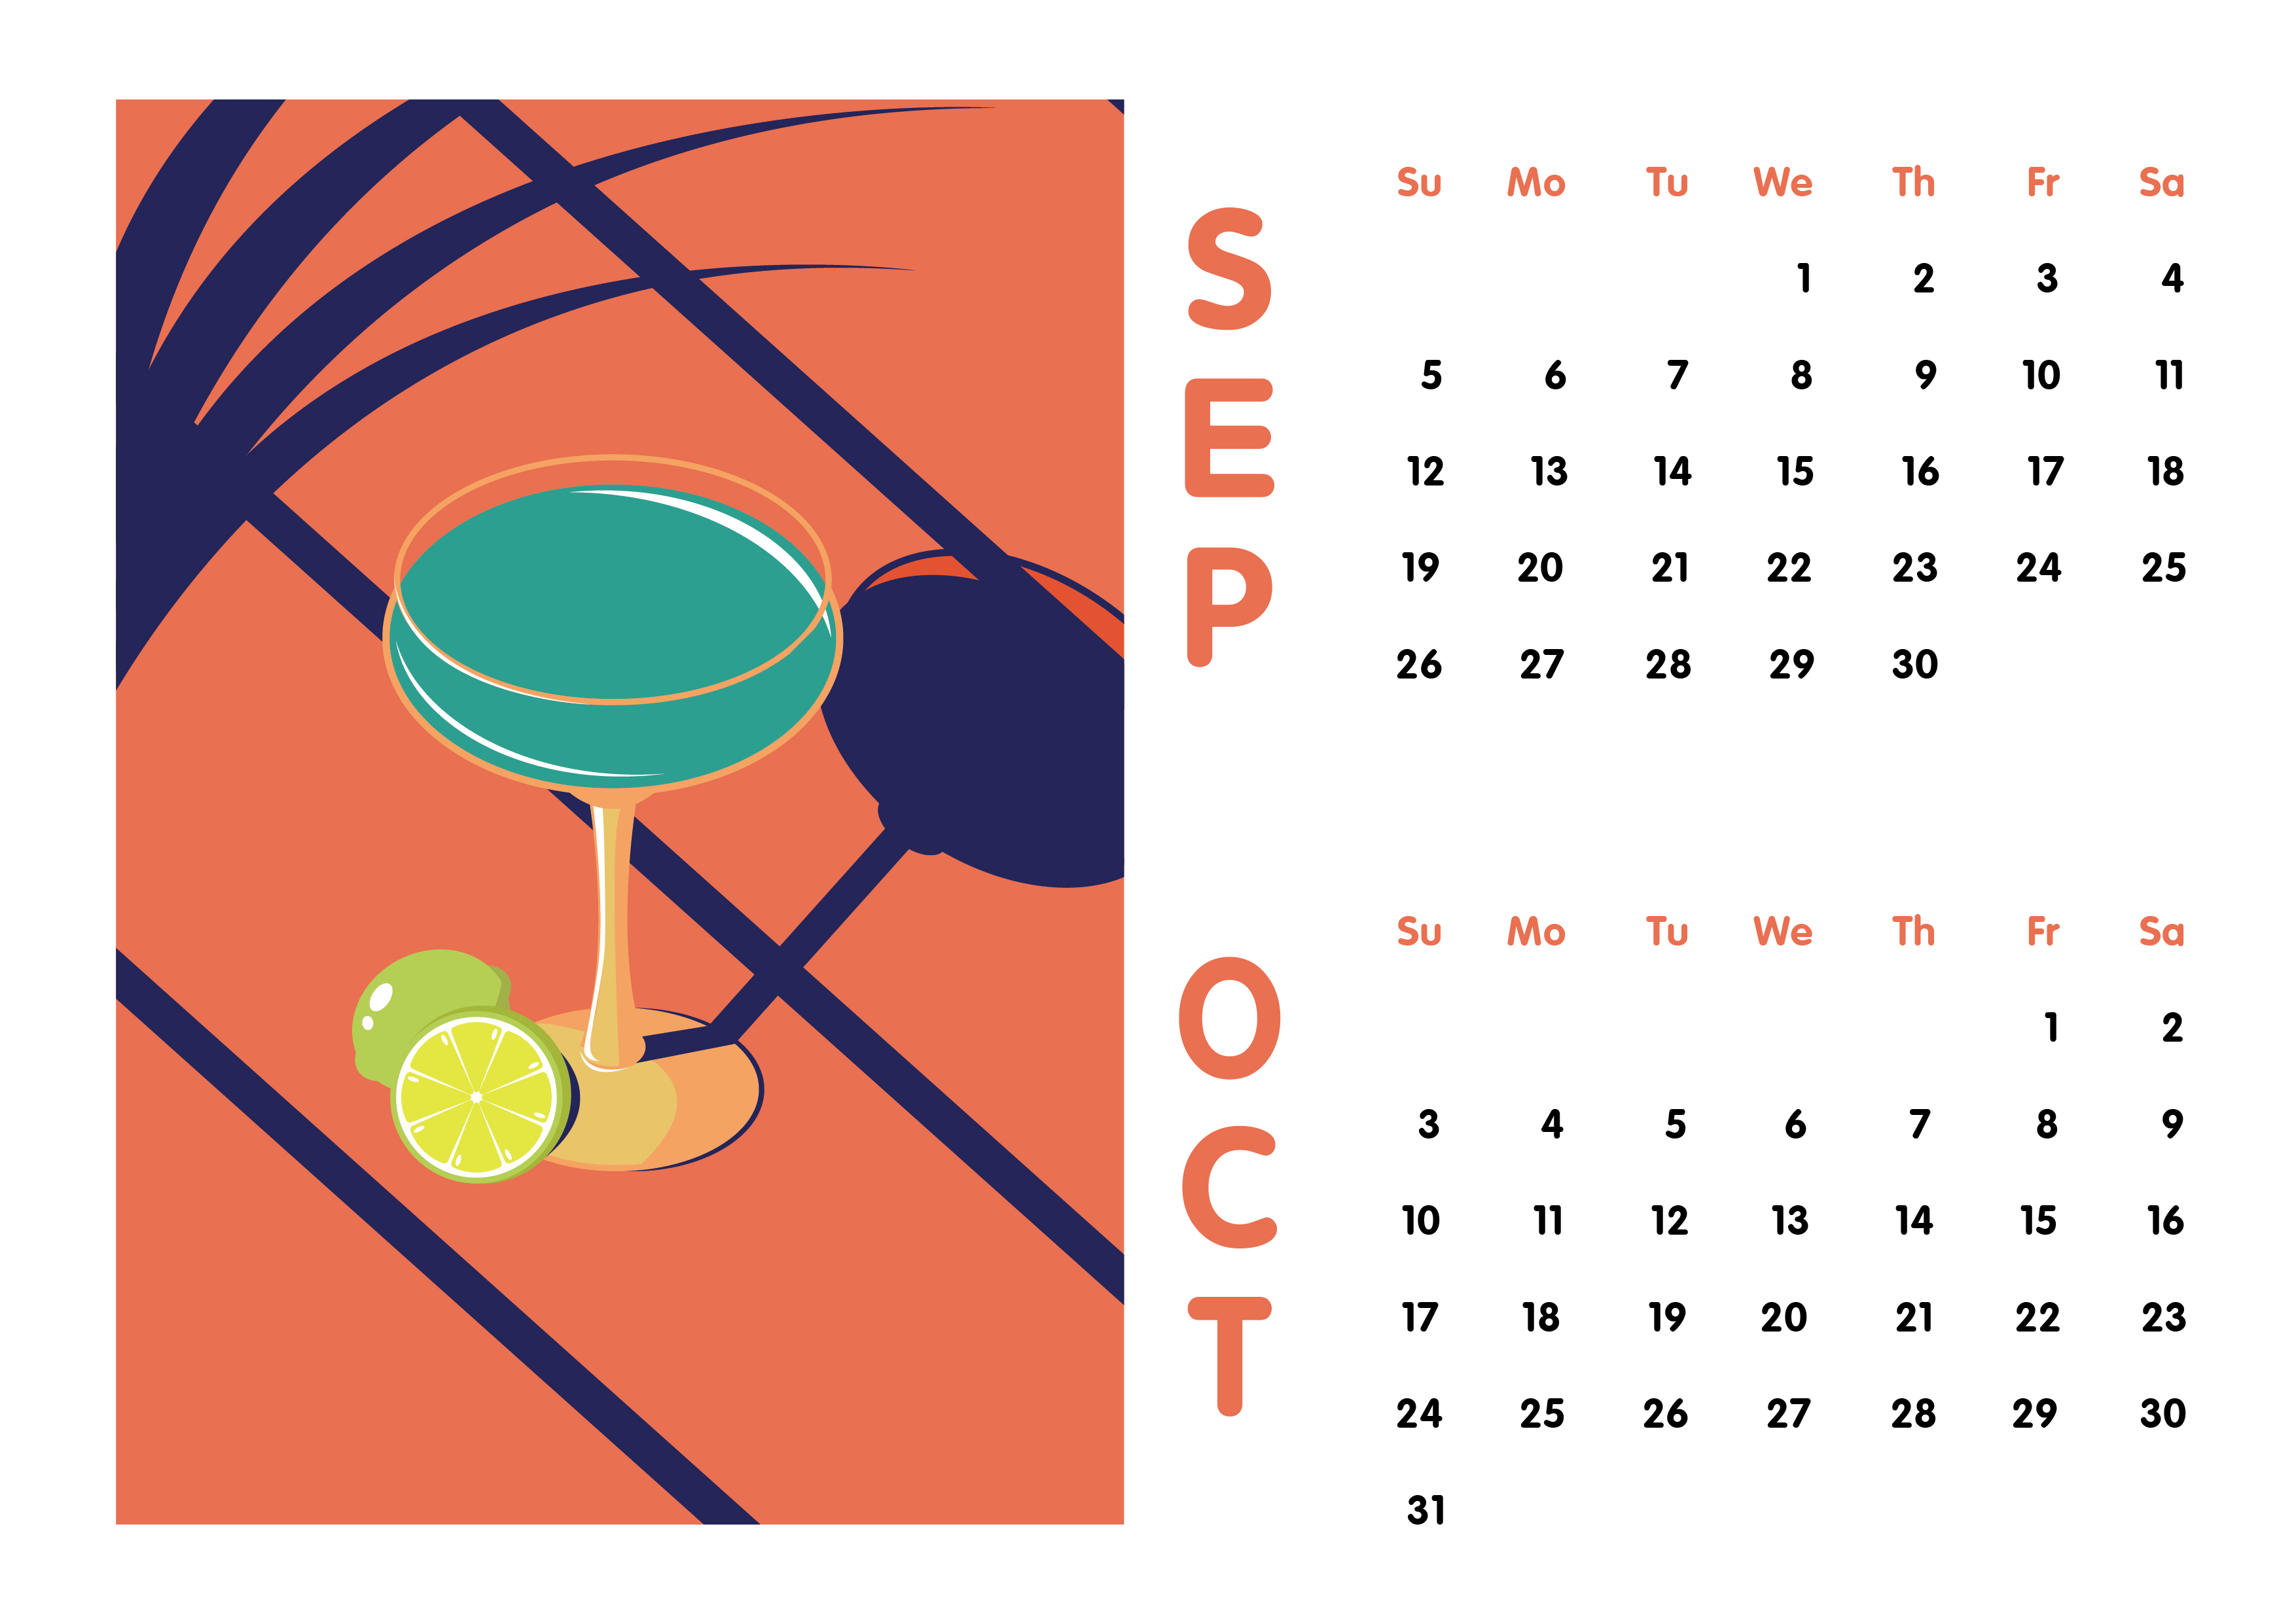 SEP
Su Mo Tu We Th Fr Sa
1 2 3 4
5 6 7 8 9 10 11
12 13 14 15 16 17 18
19 20 21 22 23 24 25
26 27 28 29 30
OCT
Su Mo Tu We Th Fr Sa
1 2
3 4 5 6 7 8 9
10 11 12 13 14 15 16
17 18 19 20 21 22 23
24 25 26 27 28 29 30
31